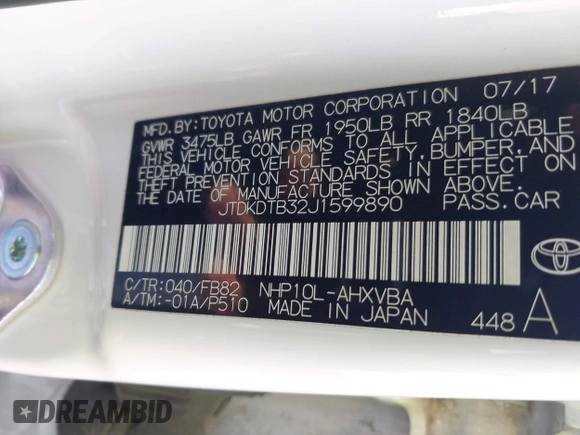 MFD.BY:TOYOTA MOTOR CORPORATION 07/17
GVWR 3475LB GAWR FR 1950LB RR 1840LB
THIS VEHICLE CONFORMS TO ALL APPLICABLE
FEDERAL MOTOR VEHICLE SAFETY,BUMPER,AND
THEFT PREVENTION STANDARDS IN EFFECT ON
THE DATE OF MANUFACTURE SHOWN ABOVE.
JTDKDTB32J1599890 PASS.CAR
C/TR:040/FB82 NHP10L-AHXVBA
A/TM:-01A/P510 MADE IN JAPAN 448 A
DREAMBID